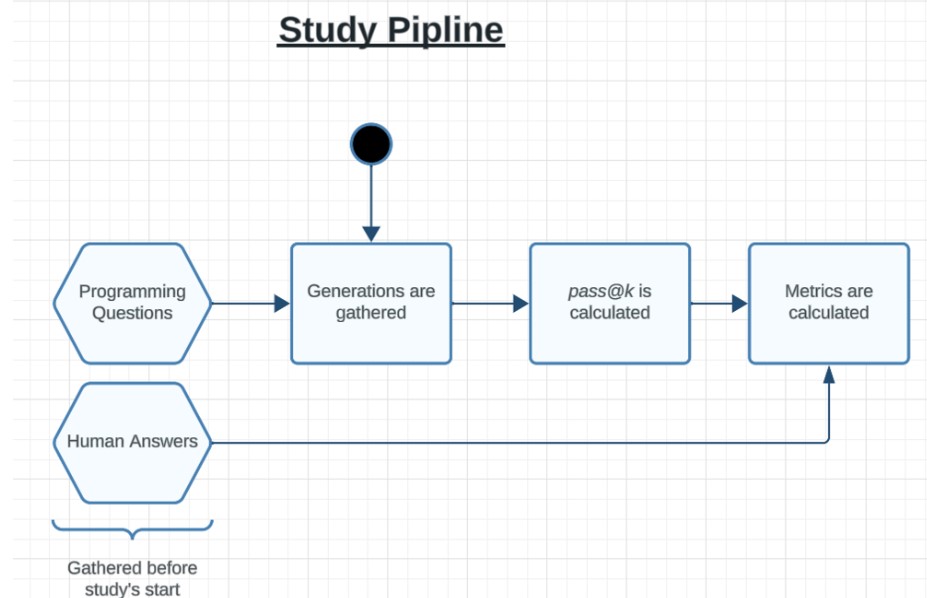 Study Pipline
Programming
Questions
Generations are
gathered
pass@k is
calculated
Metrics are
calculated
Human Answers
Gathered before
study's start